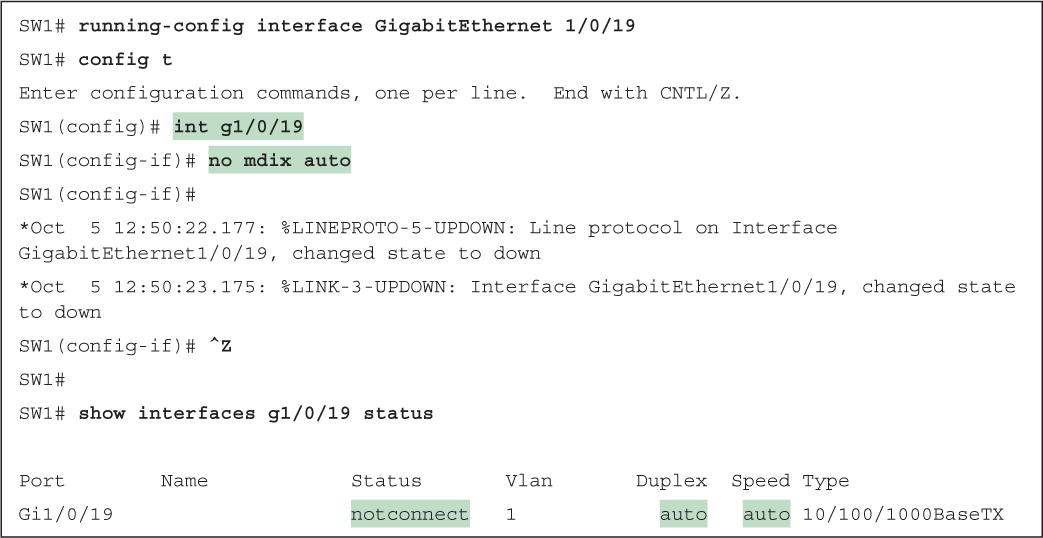 SW1# running-config interface GigabitEthernet 1/0/19
SW1# config t
Enter configuration commands, one per line.  End with CNTL/Z.
SW1(config)# int g1/0/19
SW1(config-if)# no mdix auto
SW1(config-if)#
*Oct  5 12:50:22.177: %LINEPROTO-5-UPDOWN: Line protocol on Interface
GigabitEthernet1/0/19, changed state to down
*Oct  5 12:50:23.175: %LINK-3-UPDOWN: Interface GigabitEthernet1/0/19, changed state
to down
SW1(config-if)# ^Z
SW1#
SW1# show interfaces g1/0/19 status
Port        Name            Status       Vlan       Duplex  Speed Type
Gi1/0/19                    notconnect   1            auto   auto 10/100/1000BaseTX